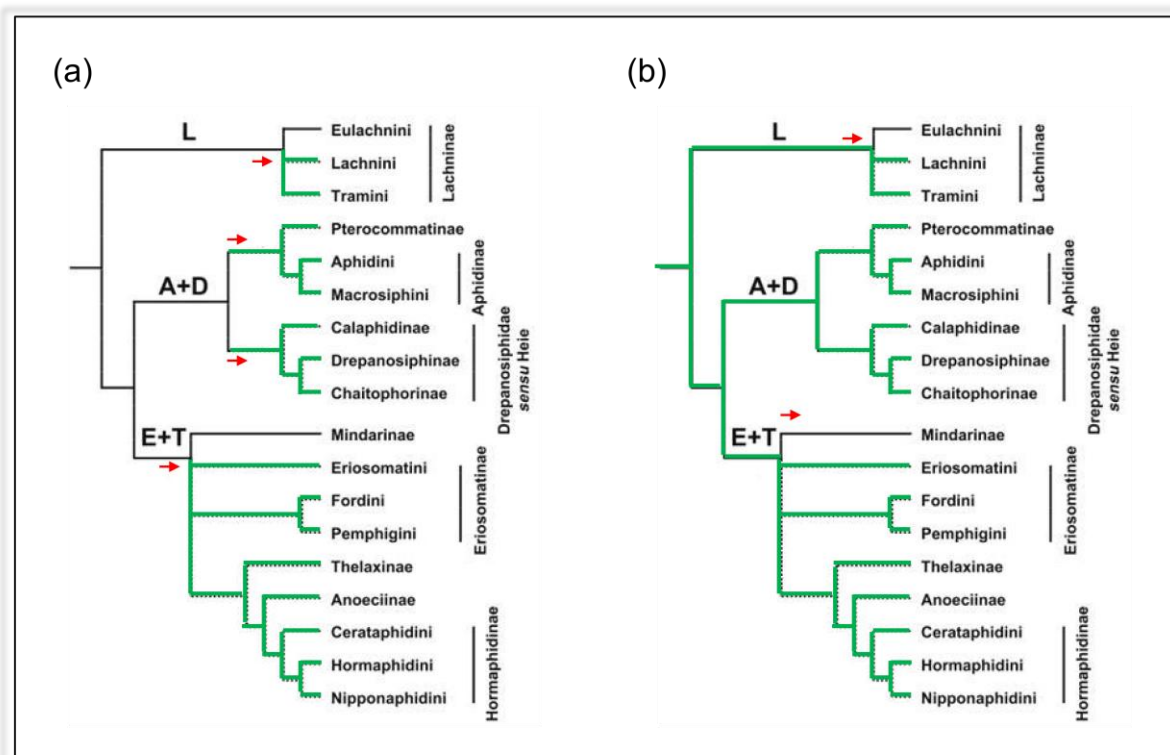 (a)
L
Eulachnini
Lachnini
Tramini
Lachninae
A+D
Pterocommatinae
Aphidini
Macrosiphini
Aphidinae
Calaphidinae
Drepanosiphinae
Chaitophorinae
Drepanosiphidae
sensu Heie
E+T
Mindarinae
Eriosomatini
Fordini
Pemphigini
Eriosomatinae
Thelaxinae
Anoeciinae
Cerataphidini
Hormaphidini
Nipponaphidini
Hormaphidinae
(b)
L
Eulachnini
Lachnini
Tramini
Lachninae
A+D
Pterocommatinae
Aphidini
Macrosiphini
Aphidinae
Calaphidinae
Drepanosiphinae
Chaitophorinae
Drepanosiphidae
sensu Heie
E+T
Mindarinae
Eriosomatini
Fordini
Pemphigini
Eriosomatinae
Thelaxinae
Anoeciinae
Cerataphidini
Hormaphidini
Nipponaphidini
Hormaphidinae